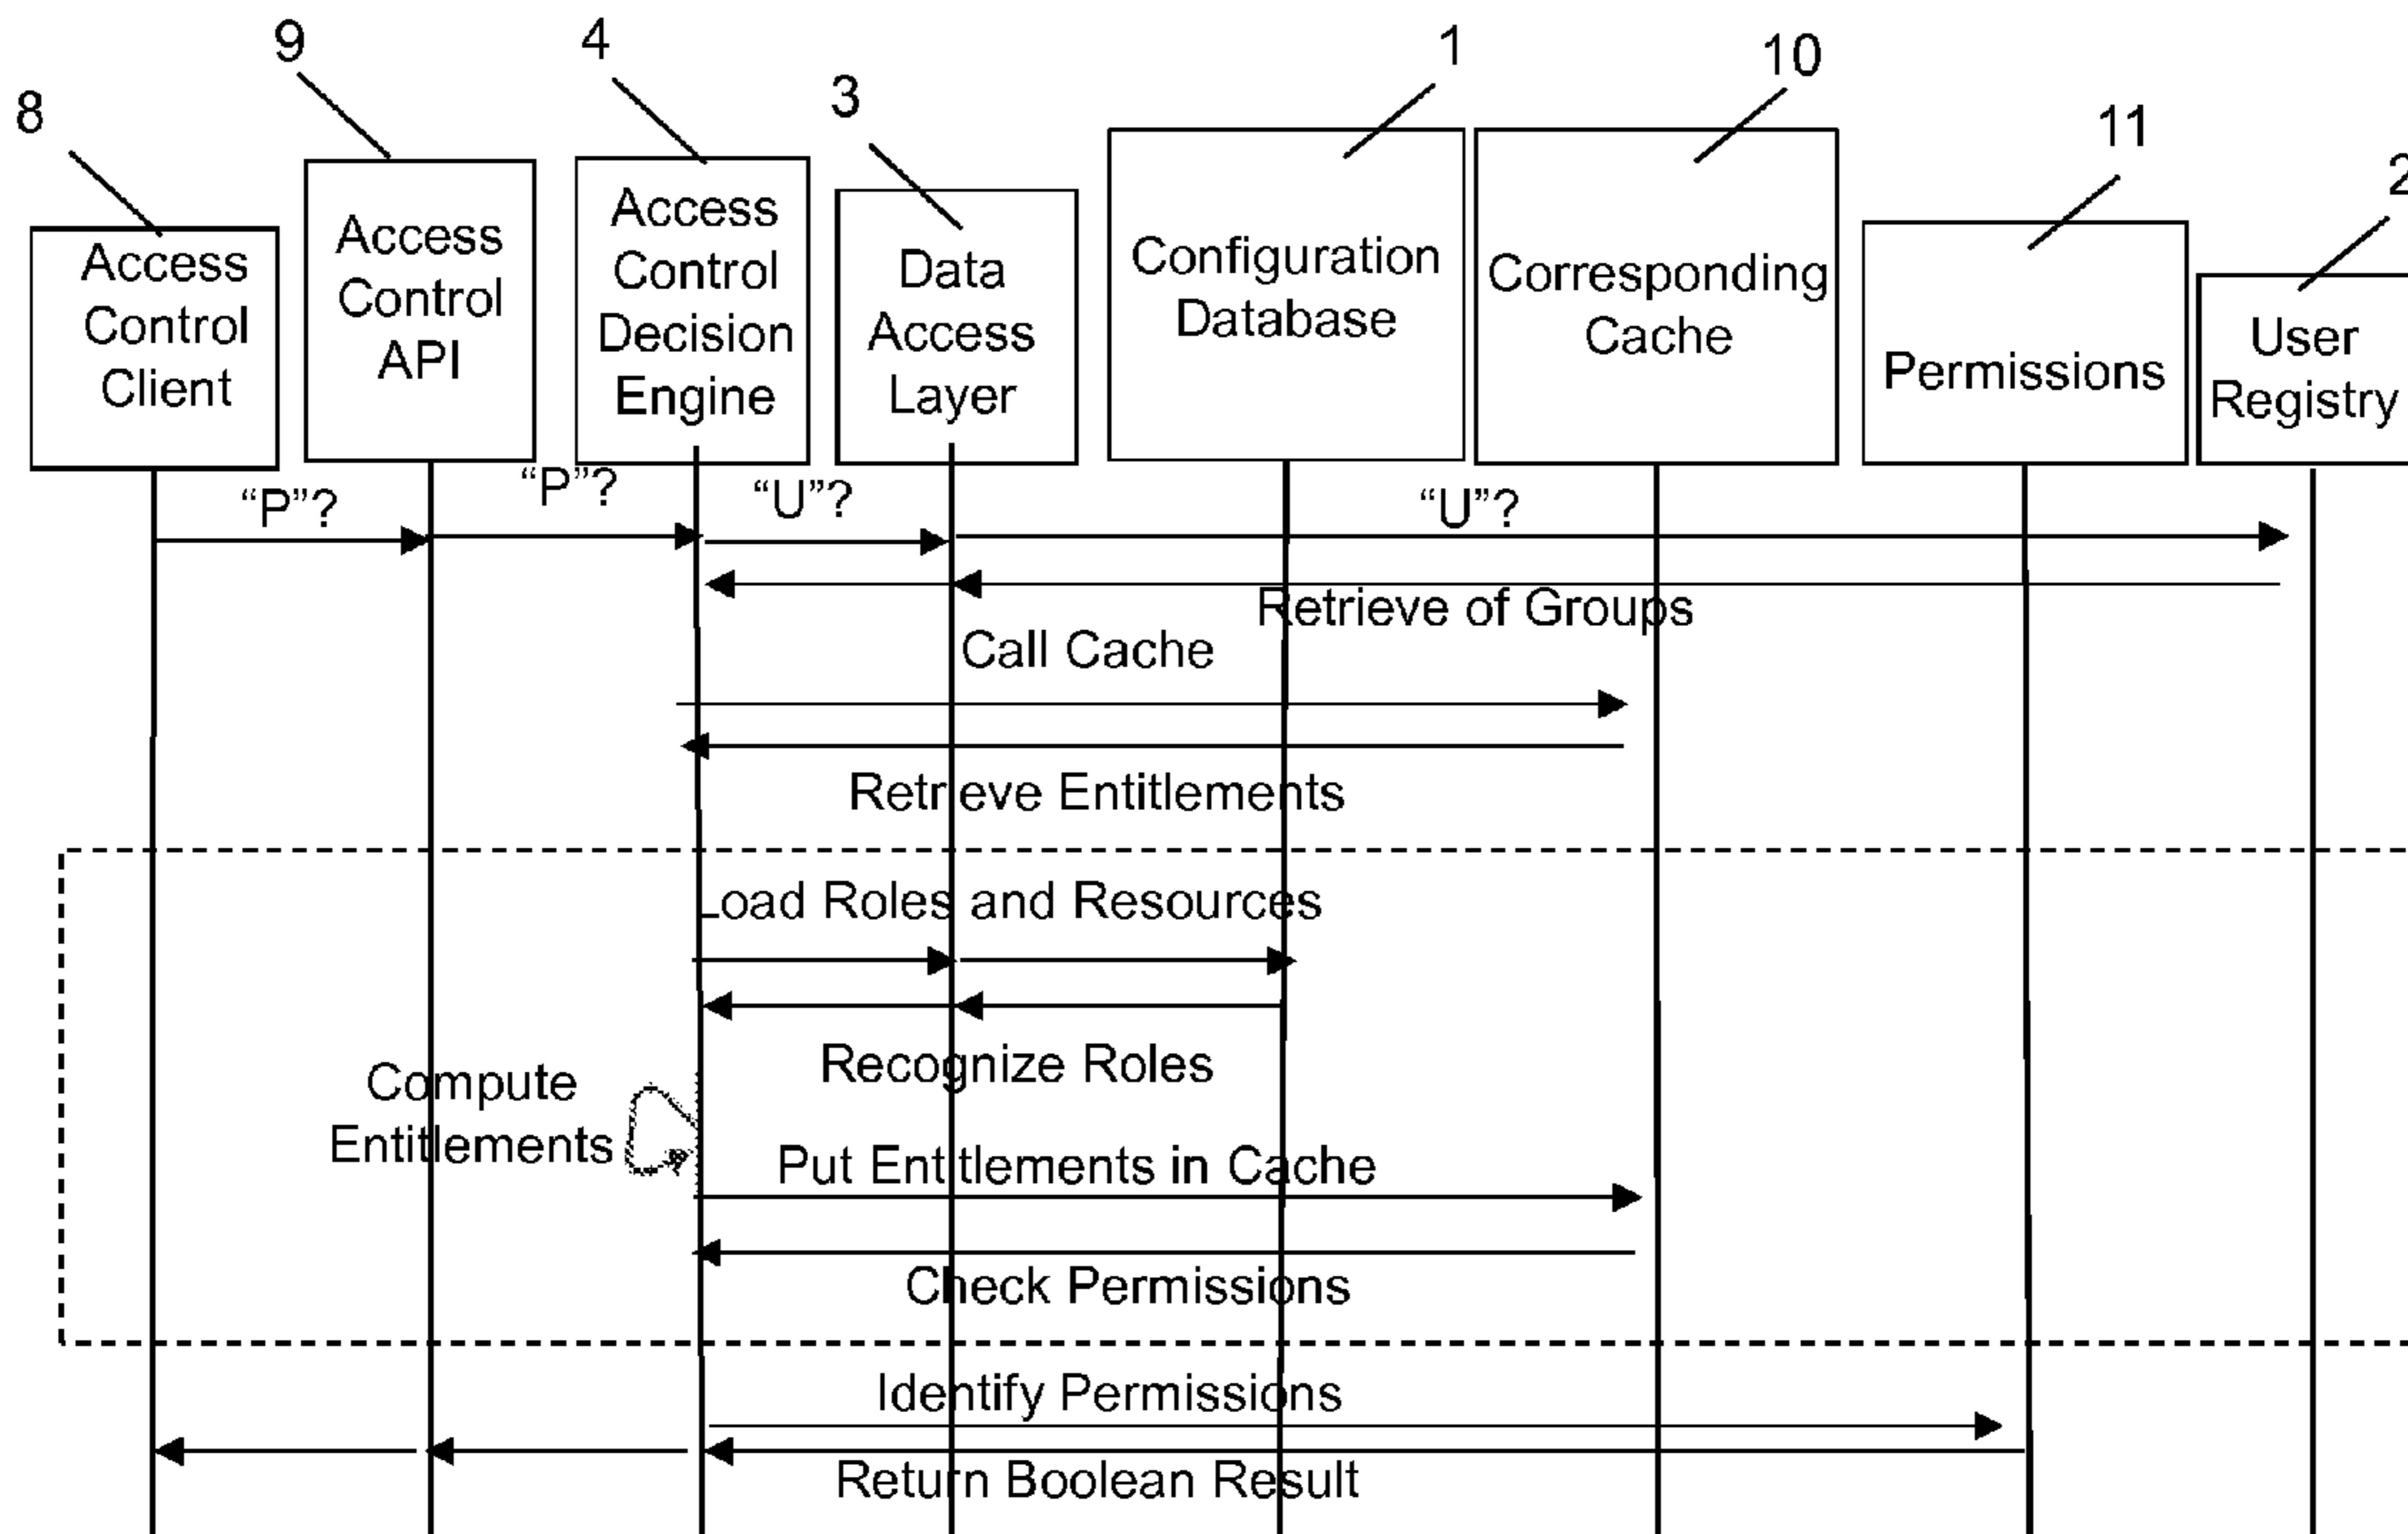 8
9
4
3
1
10
11
2
Access
Control
Client
Access
Control
API
Access
Control
Decision
Engine
Data
Access
Layer
Configuration
Database
Corresponding
Cache
Permissions
User
Registry
“P”?
“P”?
“U”?
“U”?
Retrieve of Groups
Call Cache
Retrieve Entitlements
Load Roles and Resources
Recognize Roles
Compute
Entitlements
Put Entitlements in Cache
Check Permissions
Identify Permissions
Return Boolean Result